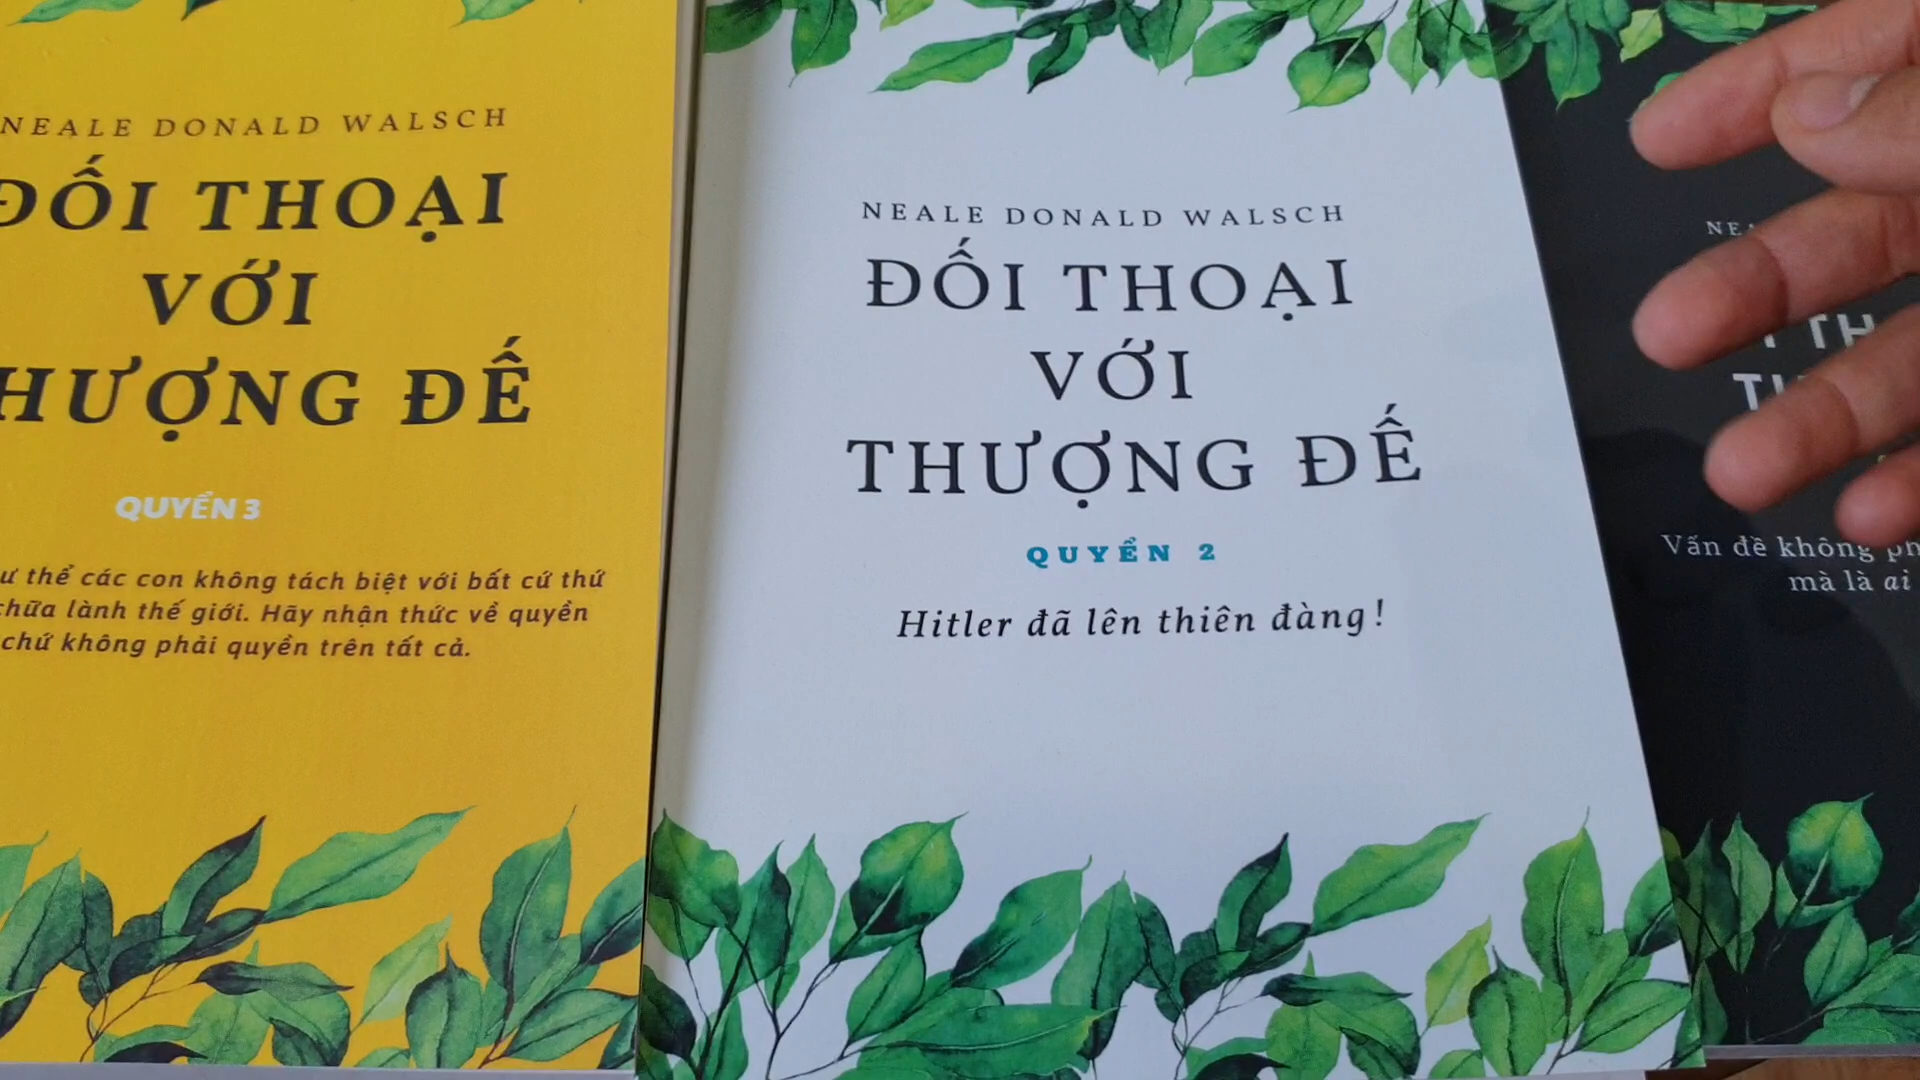 NEALE DONALD WALSCH
ĐỐI THOẠI
VỚI
HƯỢNG ĐẾ
QUYỂN 3
thể các con không tách biệt với bất cứ thứ
chữa lành thế giới. Hãy nhận thức về quyền
chứ không phải quyền trên tất cả.
NEALE DONALD WALSCH
ĐỐI THOẠI
VỚI
THƯỢNG ĐẾ
QUYỂN 2
Hitler đã lên thiên đàng!
Vấn đề không
mà là ai